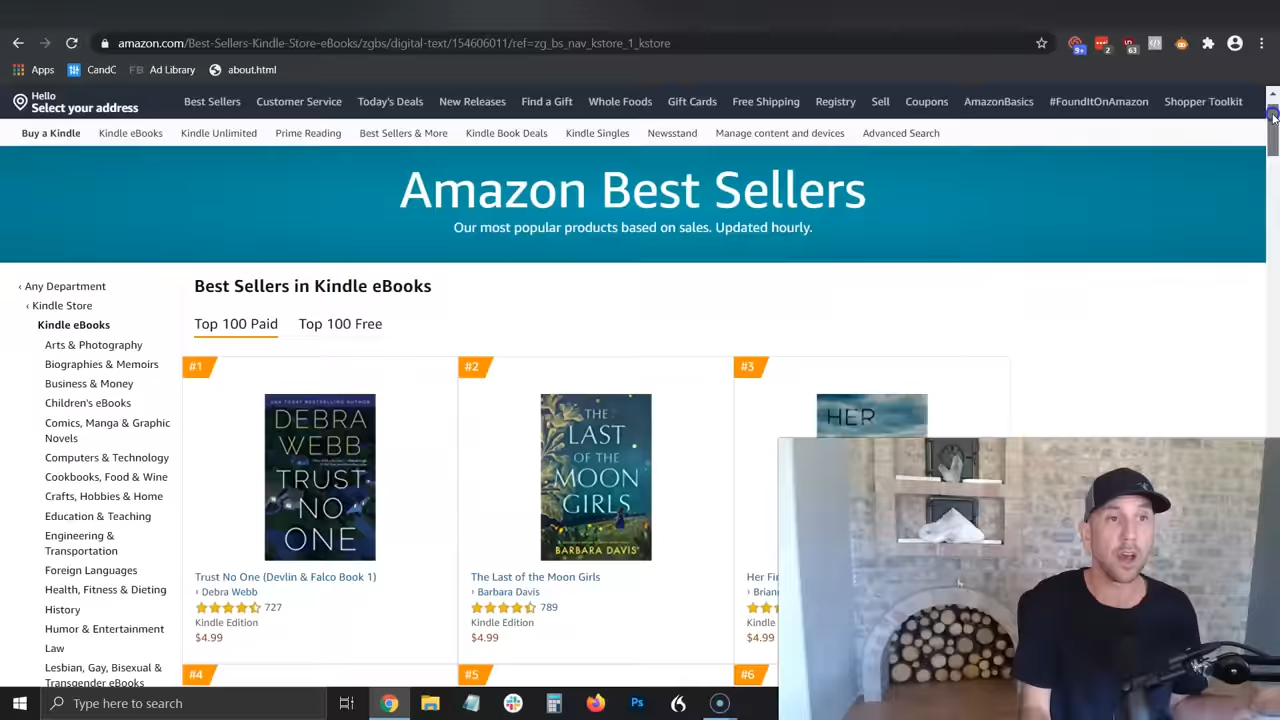 amazon.com/Best-Sellers-Kindle-Store-eBooks/zgbs/digital-text/154606011/ref=zg_bs_nav_kstore_1_kstore
9+
2
63
Apps
CandC
FB Ad Library
about.html
Hello
Select your address
Best Sellers
Customer Service
Today's Deals
New Releases
Find a Gift
Whole Foods
Gift Cards
Free Shipping
Registry
Sell
Coupons
AmazonBasics
#FoundItOnAmazon
Shopper Toolkit
Buy a Kindle
Kindle eBooks
Kindle Unlimited
Prime Reading
Best Sellers & More
Kindle Book Deals
Kindle Singles
Newsstand
Manage content and devices
Advanced Search
Amazon Best Sellers
Our most popular products based on sales. Updated hourly.
‹ Any Department
‹ Kindle Store
Kindle eBooks
Arts & Photography
Biographies & Memoirs
Business & Money
Children's eBooks
Comics, Manga & Graphic
Novels
Computers & Technology
Cookbooks, Food & Wine
Crafts, Hobbies & Home
Education & Teaching
Engineering &
Transportation
Foreign Languages
Health, Fitness & Dieting
History
Humor & Entertainment
Law
Lesbian, Gay, Bisexual &
Transgender eBooks
Best Sellers in Kindle eBooks
Top 100 Paid
Top 100 Free
#1
USA TODAY BESTSELLING AUTHOR
DEBRA
WEBB
TRUST
NO
ONE
Trust No One (Devlin & Falco Book 1)
› Debra Webb
727
Kindle Edition
$4.99
#2
THE
LAST
OF THE
MOON
GIRLS
BARBARA DAVIS
The Last of the Moon Girls
› Barbara Davis
789
Kindle Edition
$4.99
#3
HER
Her Fi
› Brian
Kindle
$4.99
#4
#5
#6
Type here to search
Ps